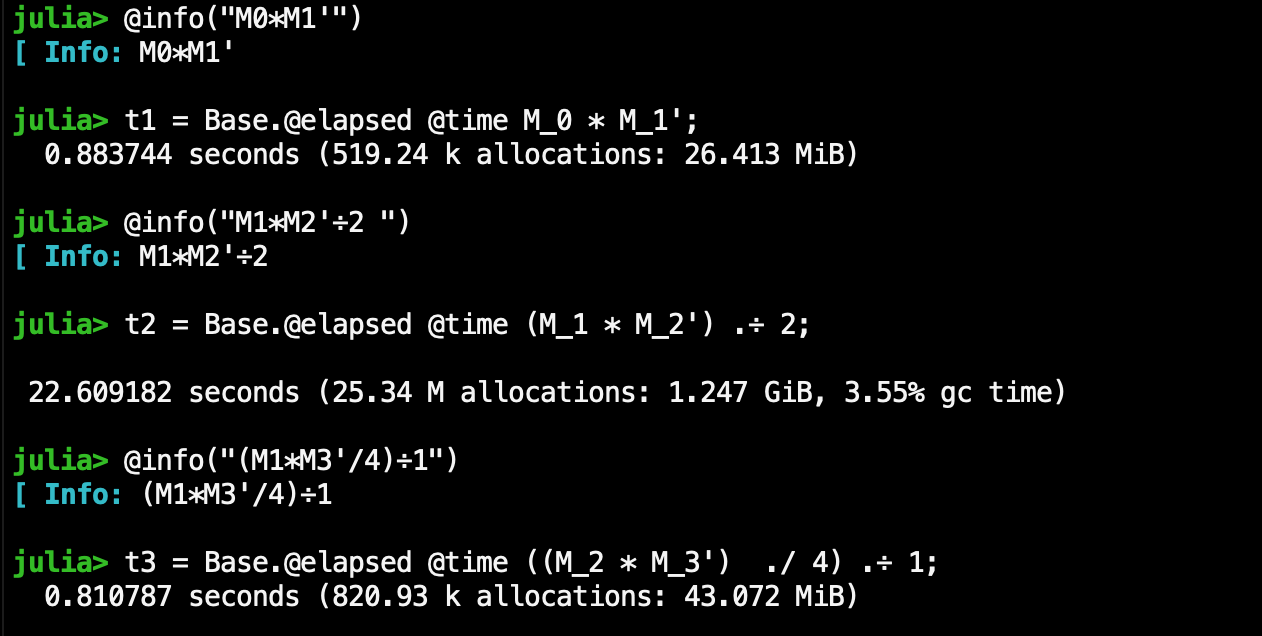 julia> @info("M0*M1'")
[ Info: M0*M1'
julia> t1 = Base.@elapsed @time M_0 * M_1';
0.883744 seconds (519.24 k allocations: 26.413 MiB)
julia> @info("M1*M2'÷2 ")
[ Info: M1*M2'÷2
julia> t2 = Base.@elapsed @time (M_1 * M_2') .÷ 2;
22.609182 seconds (25.34 M allocations: 1.247 GiB, 3.55% gc time)
julia> @info("(M1*M3'/4)÷1")
[ Info: (M1*M3'/4)÷1
julia> t3 = Base.@elapsed @time ((M_2 * M_3')  ./ 4) .÷ 1;
0.810787 seconds (820.93 k allocations: 43.072 MiB)